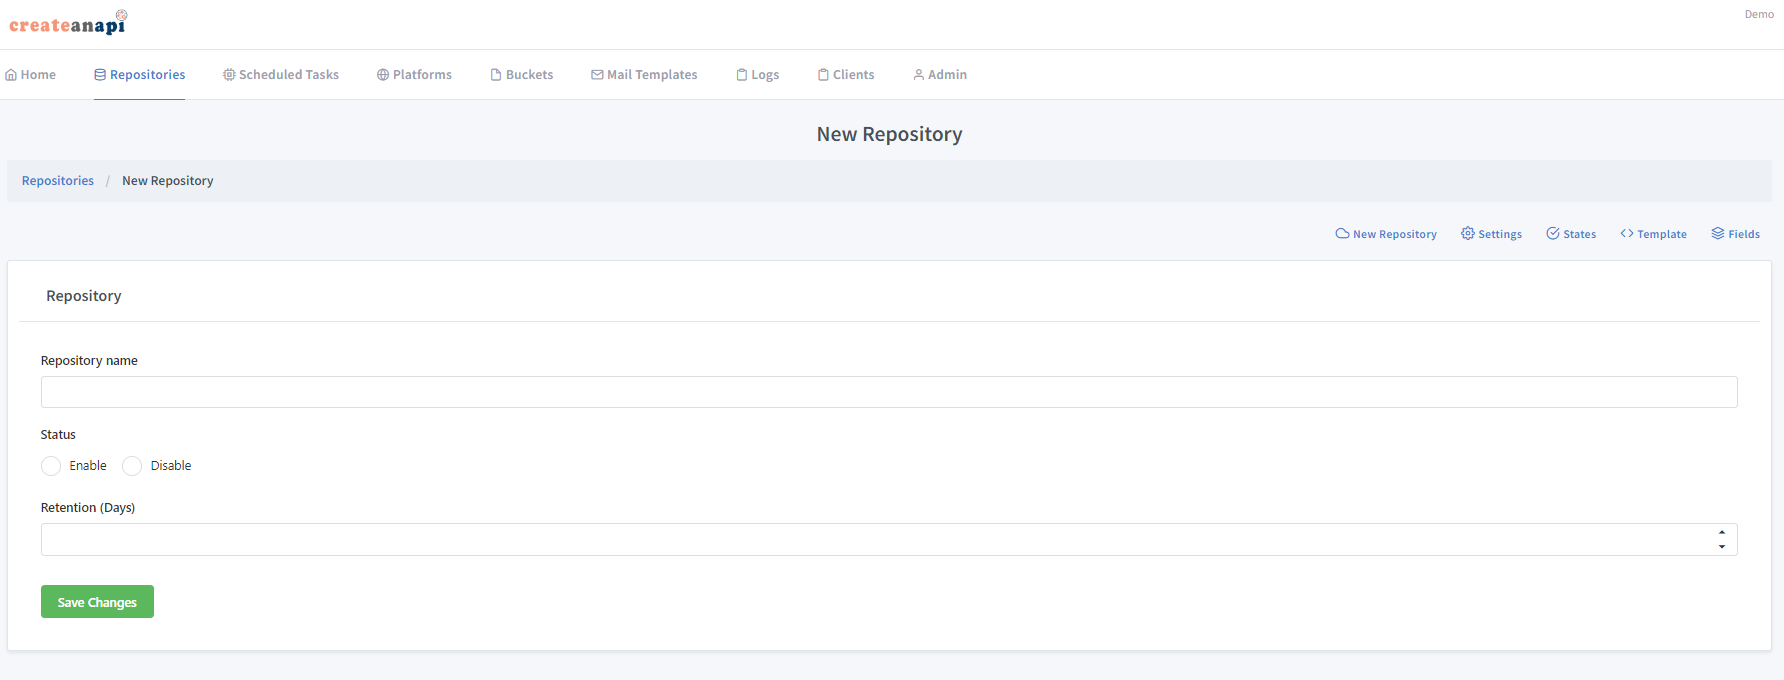 createanapi
Demo
Home Repositories Scheduled Tasks Platforms Buckets Mail Templates Logs Clients Admin
New Repository
Repositories / New Repository
New Repository Settings States Template Fields
Repository
Repository name
Status
Enable Disable
Retention (Days)
Save Changes